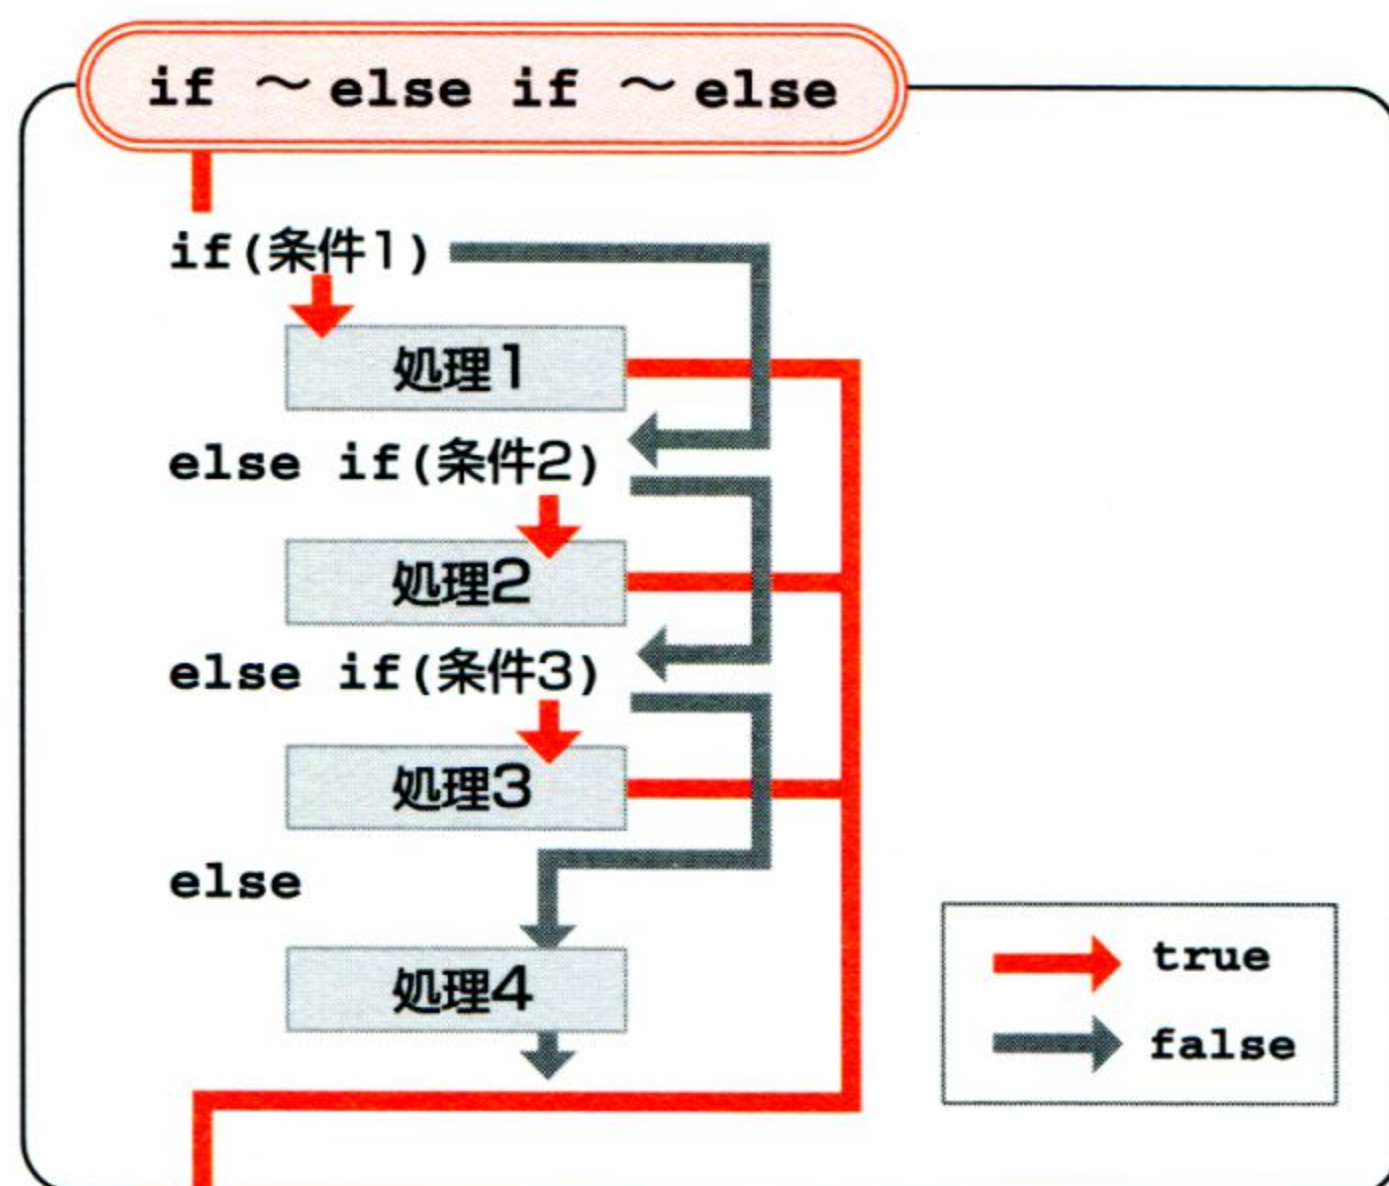 if ～ else if ～ else
if(条件1)
処理1
else if(条件2)
処理2
else if(条件3)
処理3
else
処理4
true
false